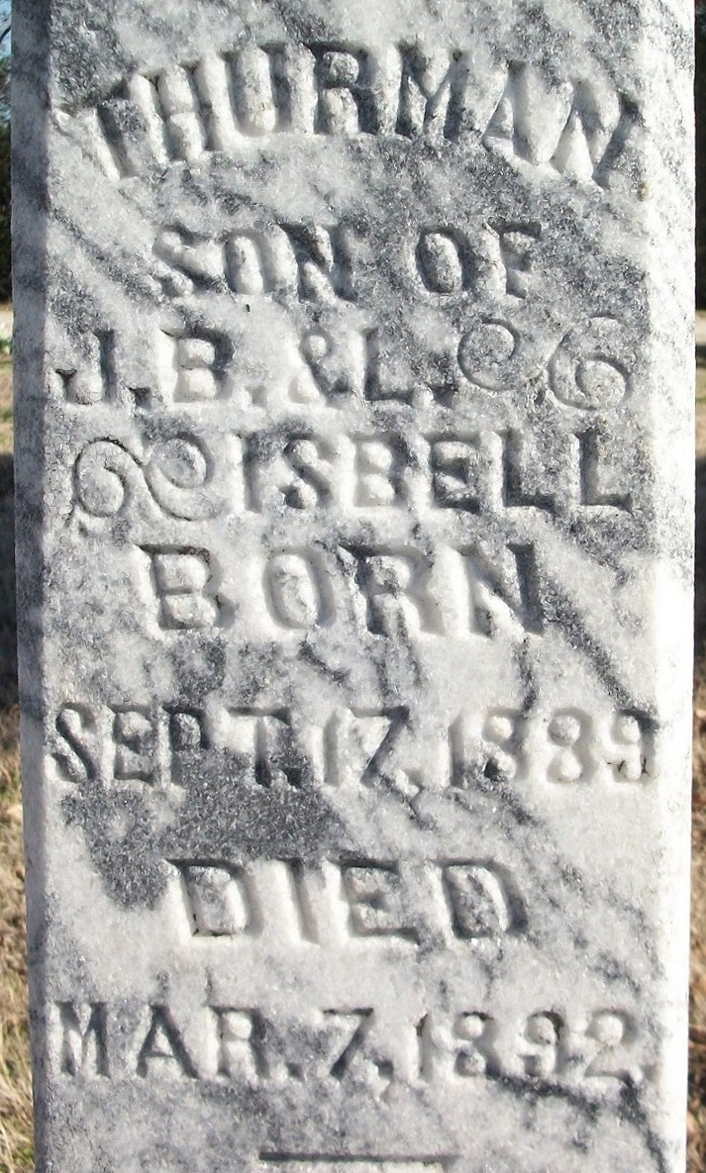 THURMAN
SON OF
J.B. & L.
ISBELL
BORN
SEPT. 17, 1889
DIED
MAR. 7, 1892.